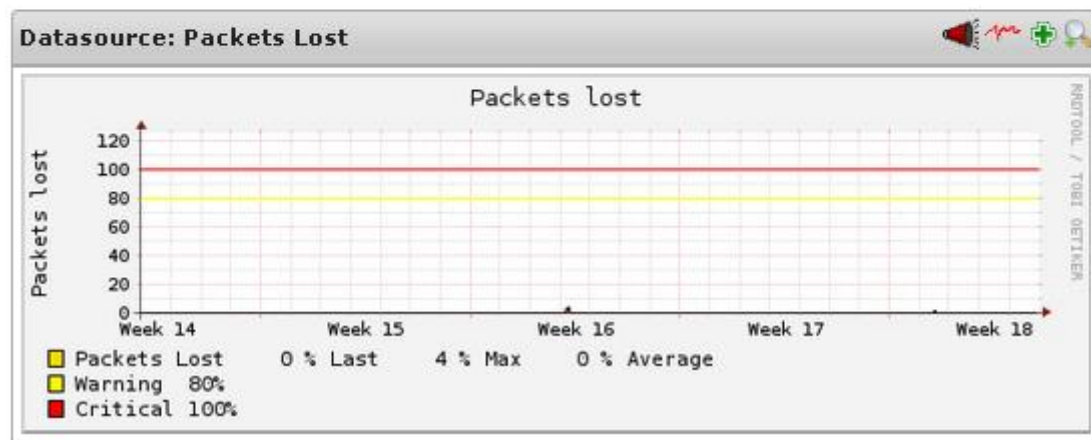 Datasource: Packets Lost
Packets lost
RRDTOOL / TOBI OETIKER
Packets lost
120
100
80
60
40
20
0
Week 14 Week 15 Week 16 Week 17 Week 18
Packets Lost 0 % Last 4 % Max 0 % Average
Warning 80%
Critical 100%